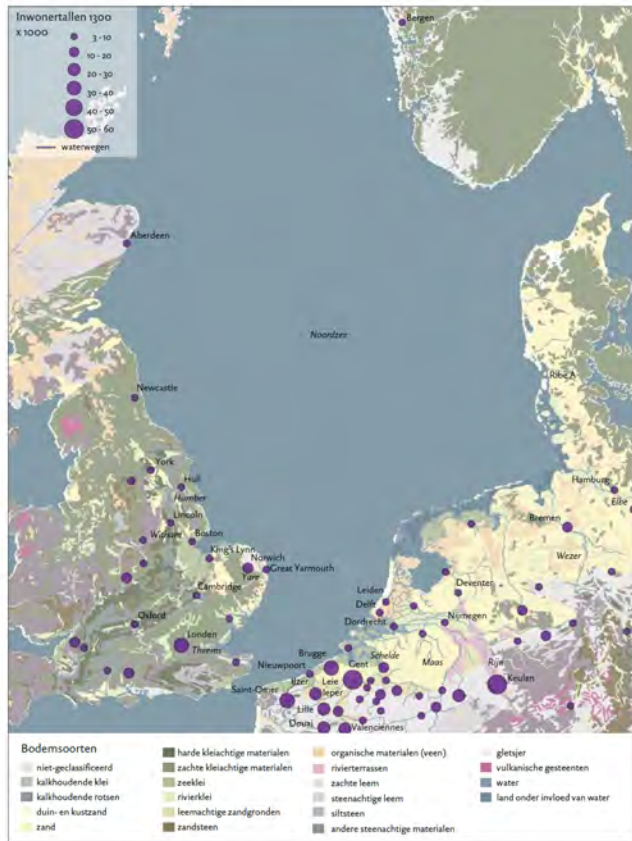 Inwonertallen 1300
x 1000
3 - 10
10 - 20
20 - 30
30 - 40
40 - 50
50 - 60
waterwegen
Bergen
Aberdeen
Noordzee
Ribe
Newcastle
York
Hull
Humber
Hamburg
Elbe
Lincoln
Bremen
Boston
King's Lynn
Wezer
Norwich
Yare
Great Yarmouth
Cambridge
Leiden
Deventer
Delft
Oxford
Dordrecht
Nijmegen
Londen
Theems
Brugge
Schelde
Nieuwpoort
Gent
Maas
Rijn
IJzer
Leie
Keulen
Saint-Omer
Ieper
Lille
Douai
Valenciennes
Bodemsoorten
niet-geclassificeerd
kalkhoudende klei
kalkhoudende rotsen
duin- en kustzand
zand
harde kleiachtige materialen
zachte kleiachtige materialen
zeeklei
rivierklei
leemachtige zandgronden
zandsteen
organische materialen (veen)
rivierterrassen
zachte leem
steenachtige leem
siltsteen
andere steenachtige materialen
gletsjer
vulkanische gesteenten
water
land onder invloed van water